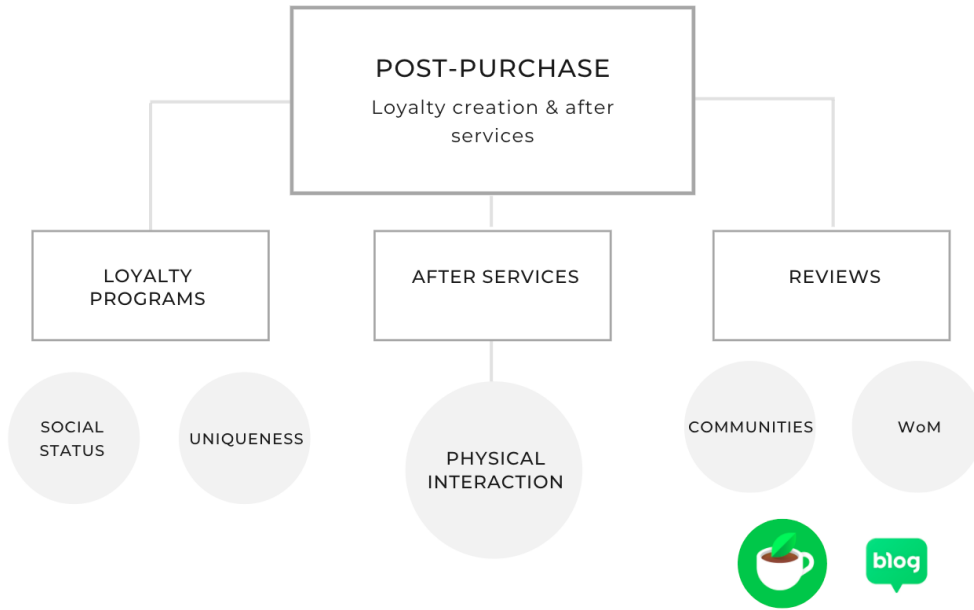 POST-PURCHASE
Loyalty creation & after
services
LOYALTY
PROGRAMS
AFTER SERVICES
REVIEWS
SOCIAL
STATUS
UNIQUENESS
PHYSICAL
INTERACTION
COMMUNITIES
WoM
blog